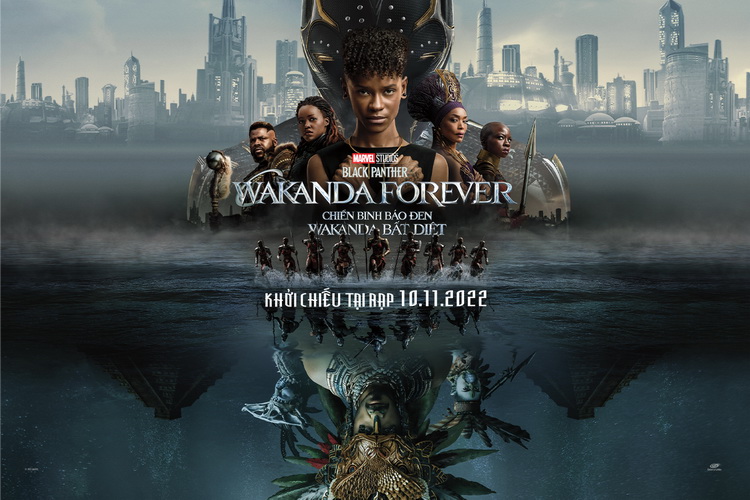 MARVEL STUDIOS
BLACK PANTHER
WAKANDA FOREVER
CHIẾN BINH BÁO ĐEN
WAKANDA BẤT DIỆT
KHỞI CHIẾU TẠI RẠP 10.11.2022